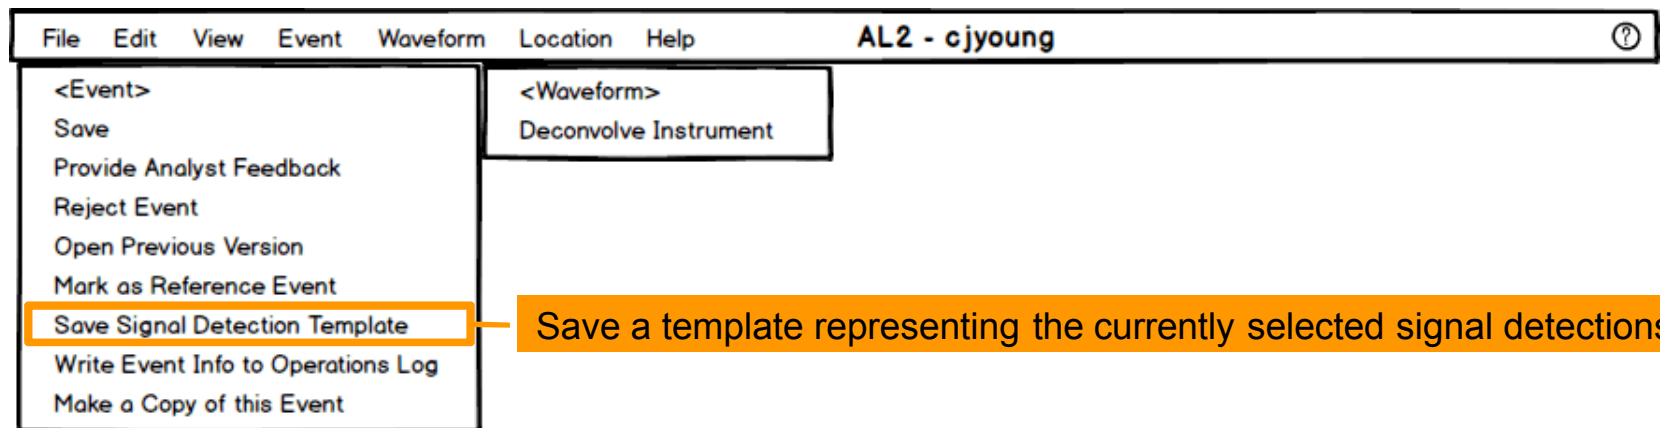 File Edit View Event Waveform Location Help AL2 - cjyoung ?
<Event>
Save
Provide Analyst Feedback
Reject Event
Open Previous Version
Mark as Reference Event
Save Signal Detection Template
Write Event Info to Operations Log
Make a Copy of this Event
<Waveform>
Deconvolve Instrument
Save a template representing the currently selected signal detections